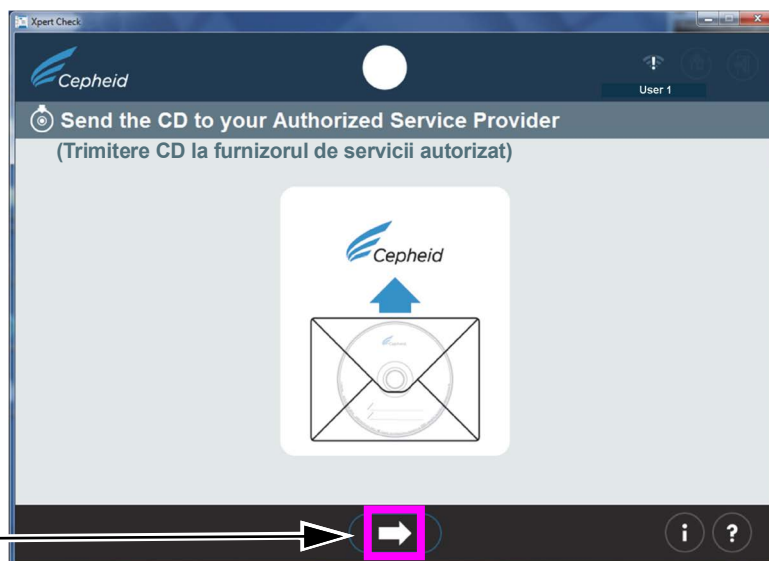 Xpert Check
Cepheid
User 1
Send the CD to your Authorized Service Provider
(Trimitere CD la furnizorul de servicii autorizat)
Cepheid
i ?